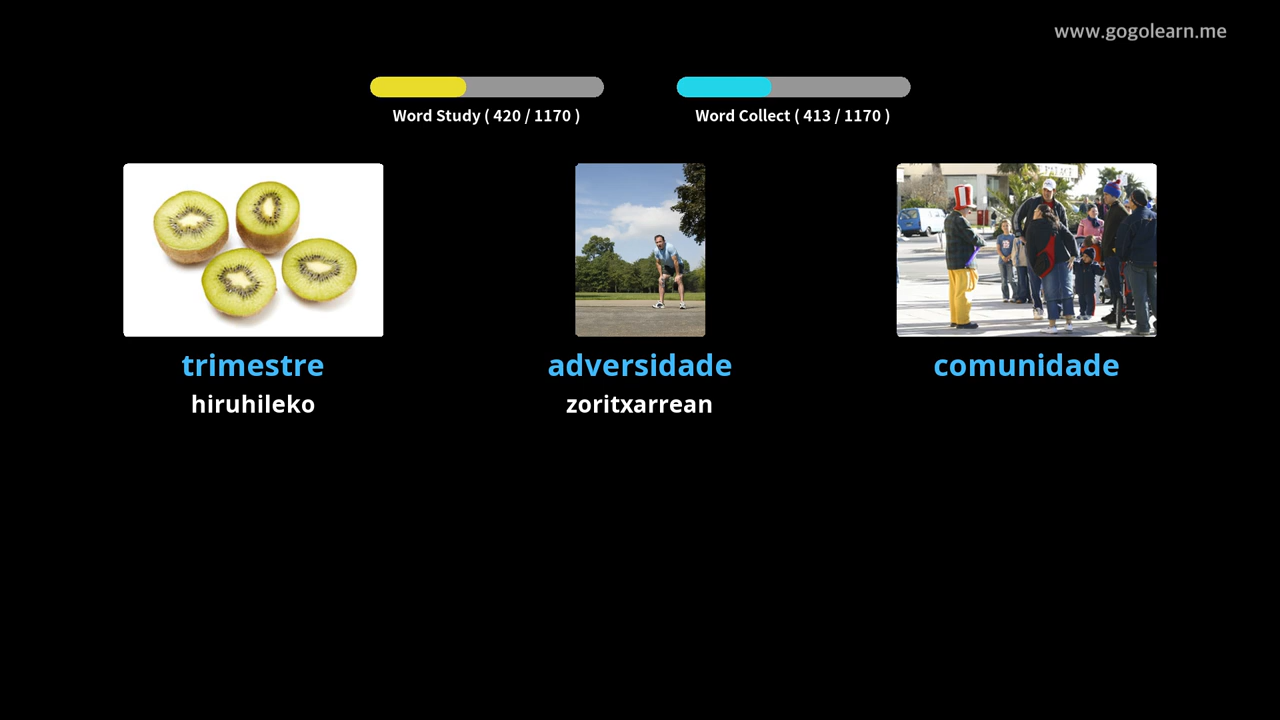 www.gogolearn.me
Word Study ( 420 / 1170 )
Word Collect ( 413 / 1170 )
trimestre
hiruhileko
adversidade
zoritxarrean
comunidade